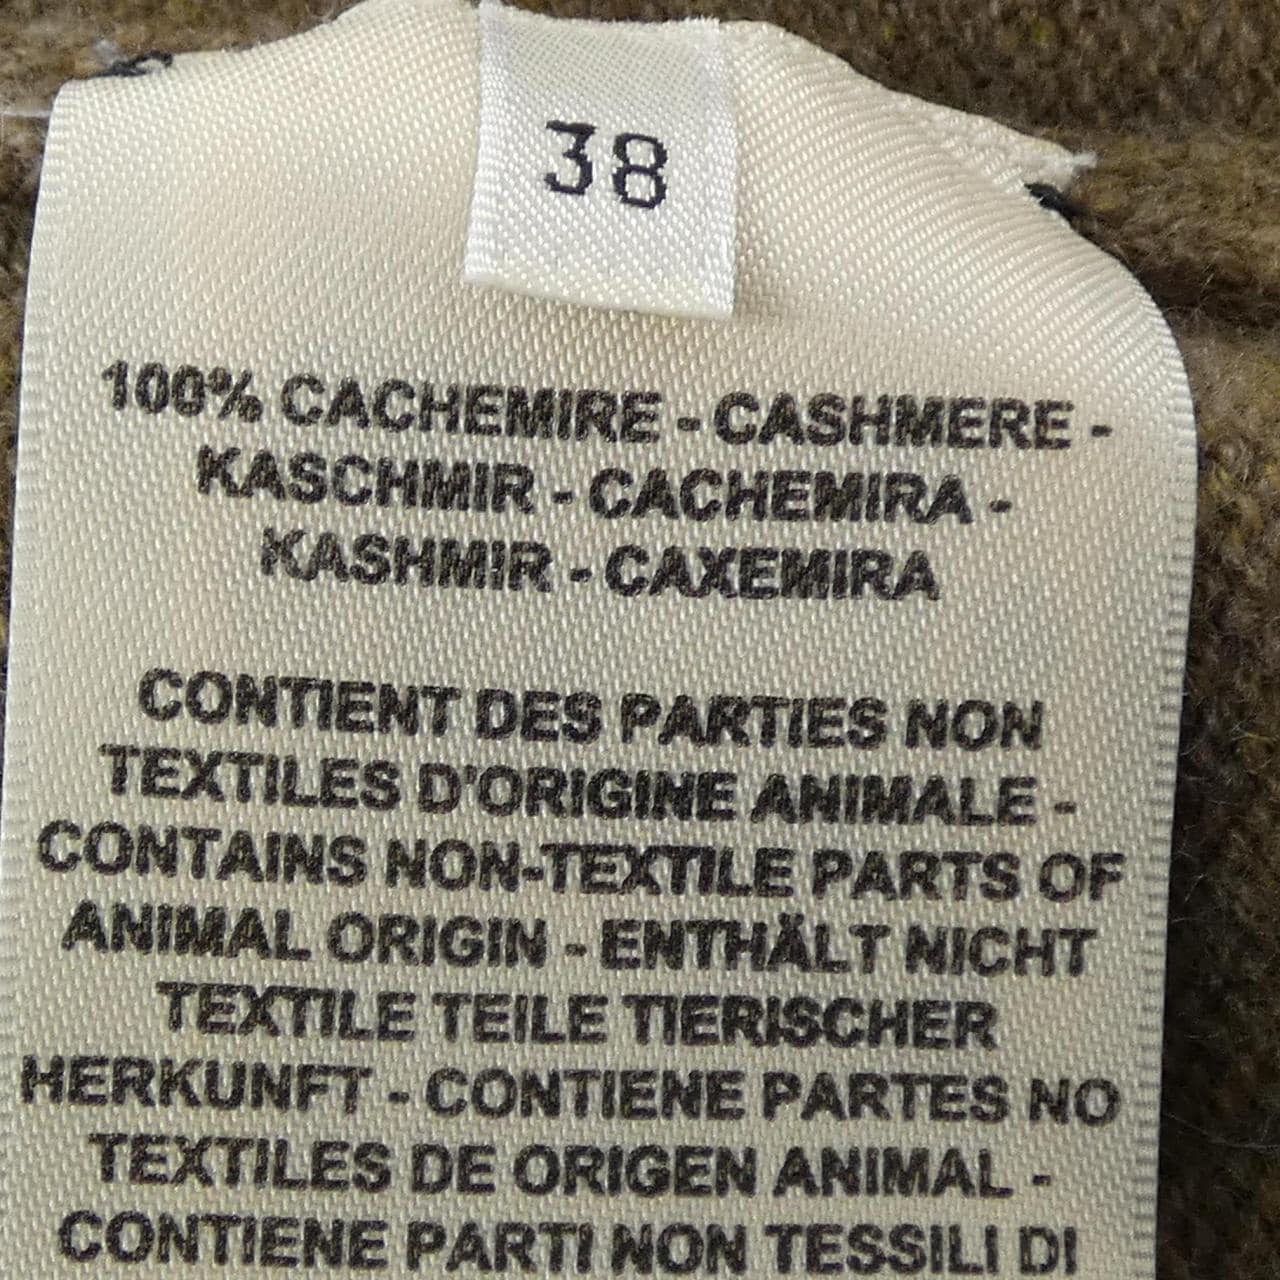 38
100% CACHEMIRE - CASHMERE -
KASCHMIR - CACHEMIRA -
KASHMIR - CAXEMIRA
CONTIENT DES PARTIES NON
TEXTILES D'ORIGINE ANIMALE -
CONTAINS NON-TEXTILE PARTS OF
ANIMAL ORIGIN - ENTHÄLT NICHT
TEXTILE TEILE TIERISCHER
HERKUNFT - CONTIENE PARTES NO
TEXTILES DE ORIGEN ANIMAL -
CONTIENE PARTI NON TESSILI DI